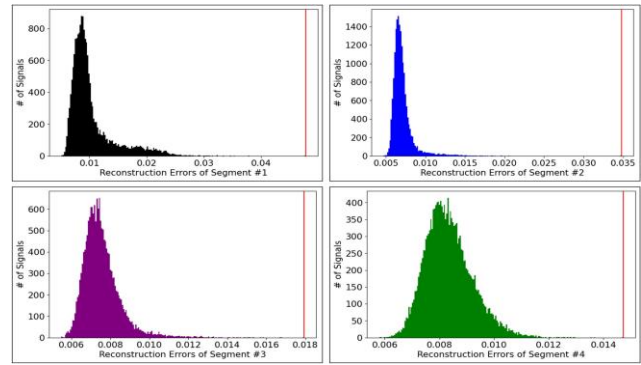 800
600
400
200
0
# of Signals
0.01 0.02 0.03 0.04
Reconstruction Errors of Segment #1
1400
1200
1000
800
600
400
200
0
# of Signals
0.005 0.010 0.015 0.020 0.025 0.030 0.035
Reconstruction Errors of Segment #2
600
500
400
300
200
100
0
# of Signals
0.006 0.008 0.010 0.012 0.014 0.016 0.018
Reconstruction Errors of Segment #3
400
350
300
250
200
150
100
50
0
# of Signals
0.006 0.008 0.010 0.012 0.014
Reconstruction Errors of Segment #4